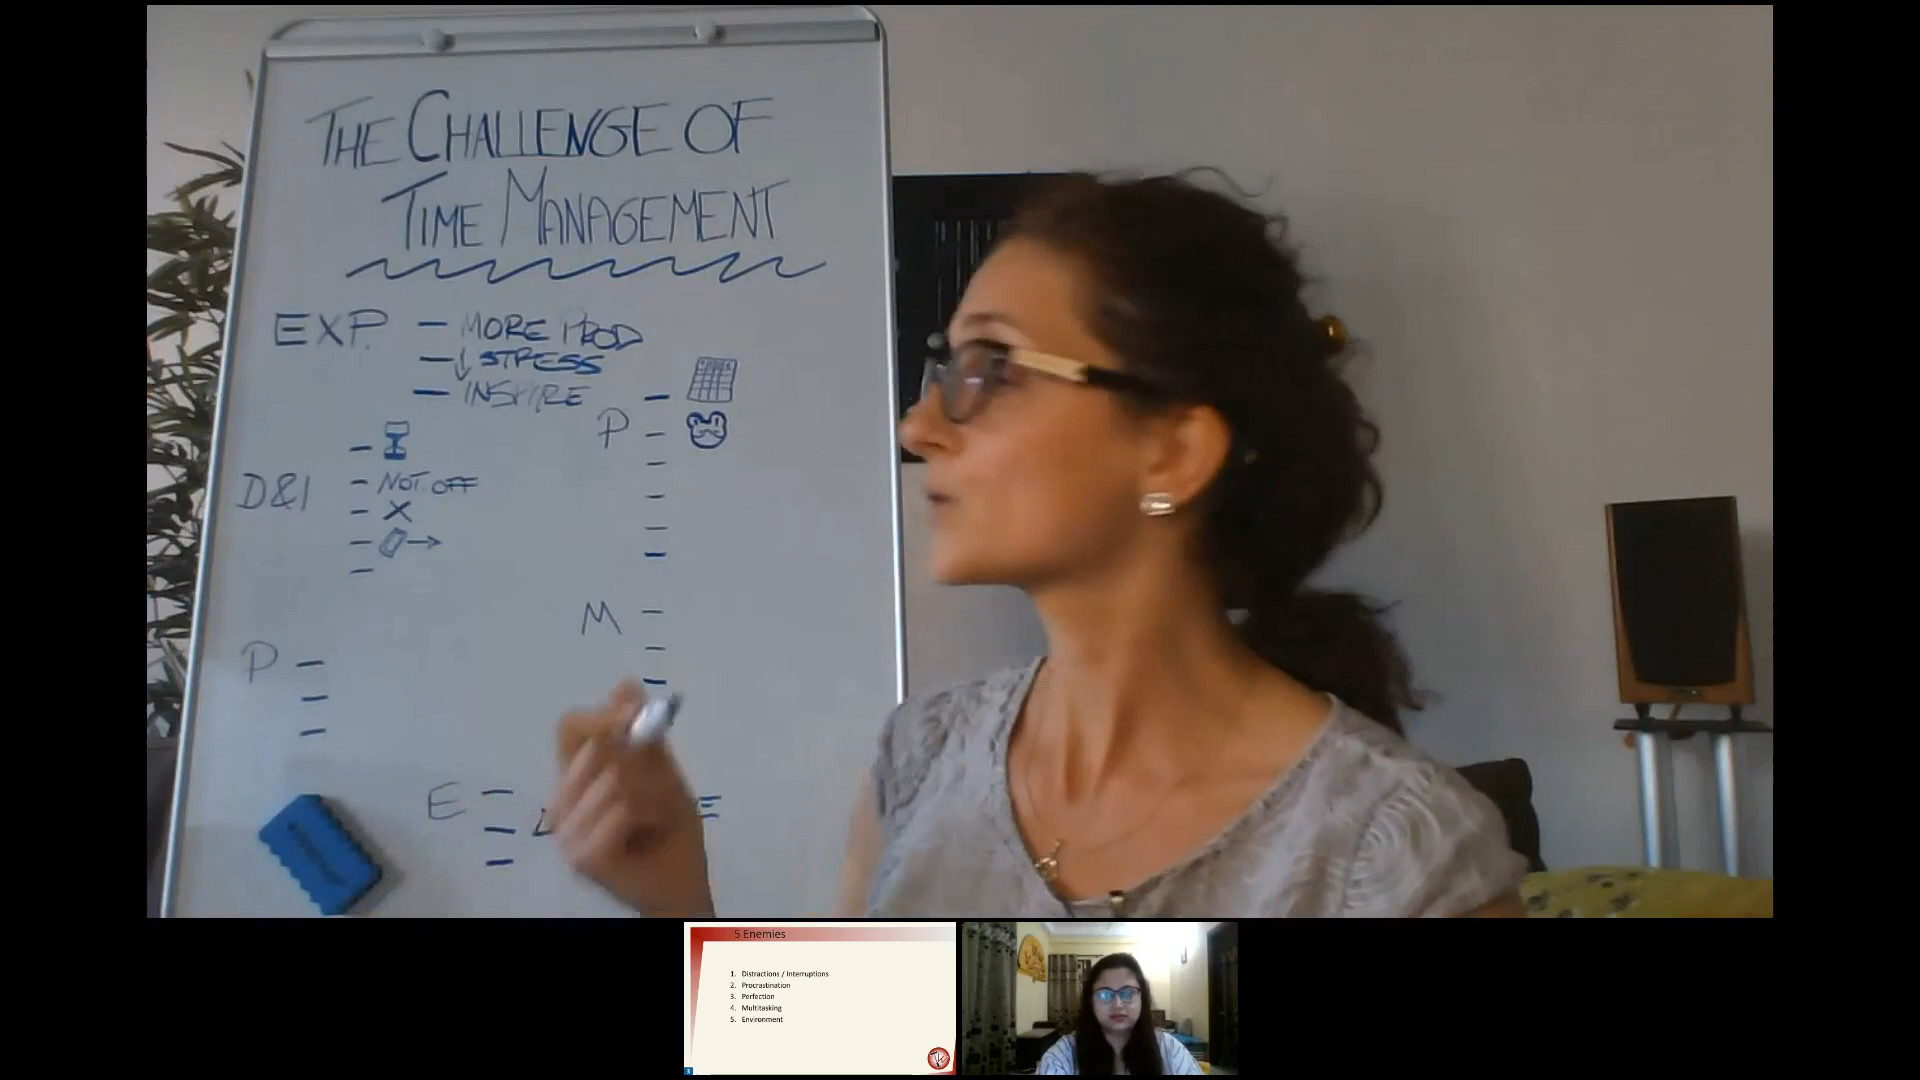 THE CHALLENGE OF
TIME MANAGEMENT
EXP. - MORE PROD
- ↓ STRESS
- INSPIRE
P
D&I
- NOT. OFF
- X
M
P
E
5 Enemies
1. Distractions / Interruptions
2. Procrastination
3. Perfection
4. Multitasking
5. Environment